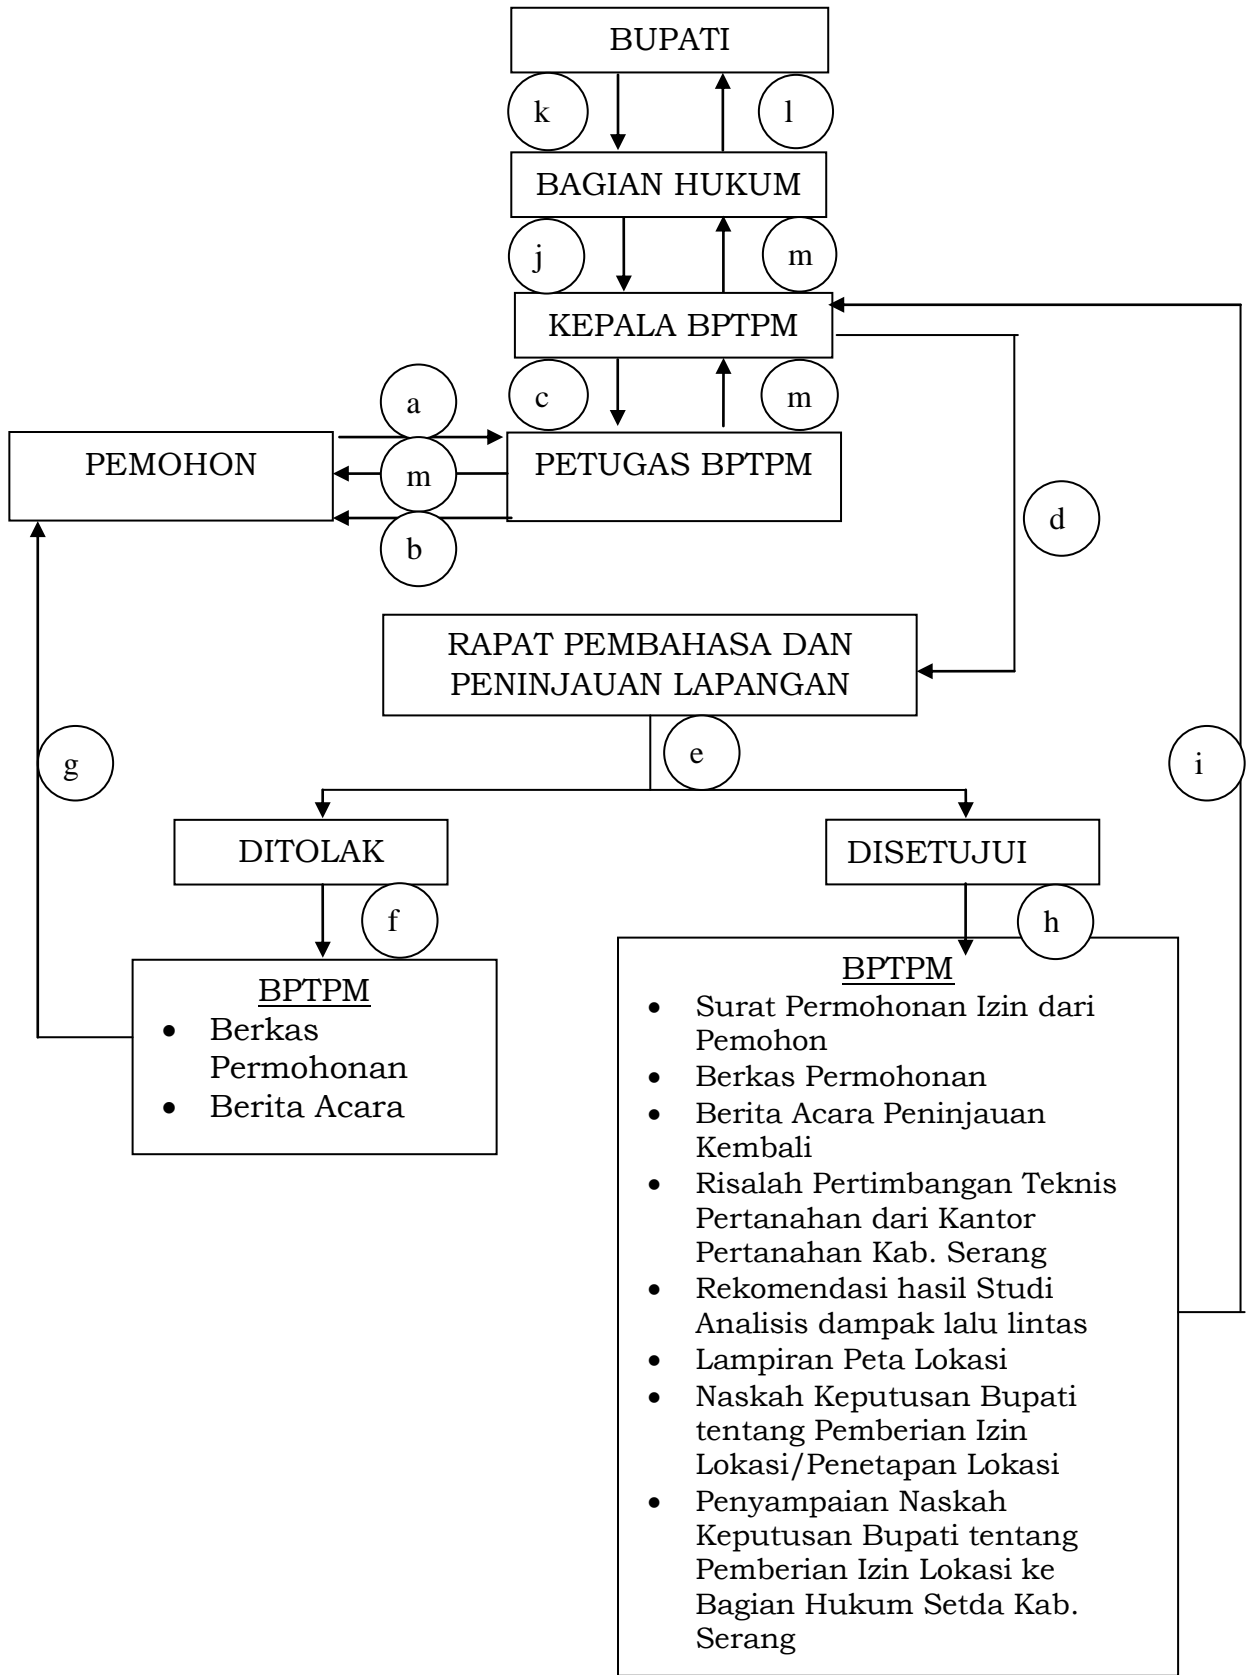 BUPATI
k
l
BAGIAN HUKUM
j
m
KEPALA BPTPM
c
m
a
PEMOHON
m
PETUGAS BPTPM
b
d
RAPAT PEMBAHASA DAN
PENINJAUAN LAPANGAN
e
g
i
DITOLAK
DISETUJUI
f
h
BPTPM
• Berkas
Permohonan
• Berita Acara
BPTPM
• Surat Permohonan Izin dari
Pemohon
• Berkas Permohonan
• Berita Acara Peninjauan
Kembali
• Risalah Pertimbangan Teknis
Pertanahan dari Kantor
Pertanahan Kab. Serang
• Rekomendasi hasil Studi
Analisis dampak lalu lintas
• Lampiran Peta Lokasi
• Naskah Keputusan Bupati
tentang Pemberian Izin
Lokasi/Penetapan Lokasi
• Penyampaian Naskah
Keputusan Bupati tentang
Pemberian Izin Lokasi ke
Bagian Hukum Setda Kab.
Serang